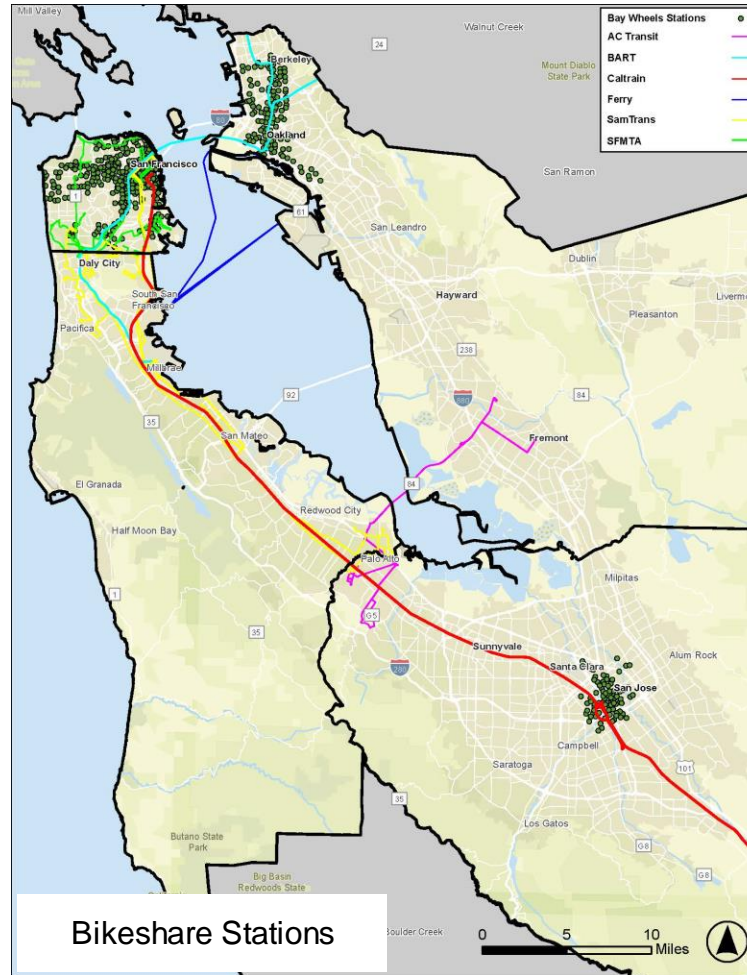 Mill Valley
Walnut Creek
24
Mount Diablo
State Park
Bay Wheels Stations
AC Transit
BART
Caltrain
Ferry
SamTrans
SFMTA
Berkeley
80
Oakland
San Francisco
1
61
San Ramon
San Leandro
Daly City
Dublin
South San
Francisco
Hayward
Livermo
Pleasanton
Pacifica
238
Millbrae
92
880
84
35
San Mateo
Fremont
El Granada
84
Redwood City
Half Moon Bay
Palo Alto
Milpitas
1
G5
35
Sunnyvale
Alum Rock
280
Santa Clara
San Jose
Campbell
Saratoga
101
35
Los Gatos
Butano State
Park
G8
G8
Big Basin
Redwoods State
Bikeshare Stations
Boulder Creek
0 5 10
Miles